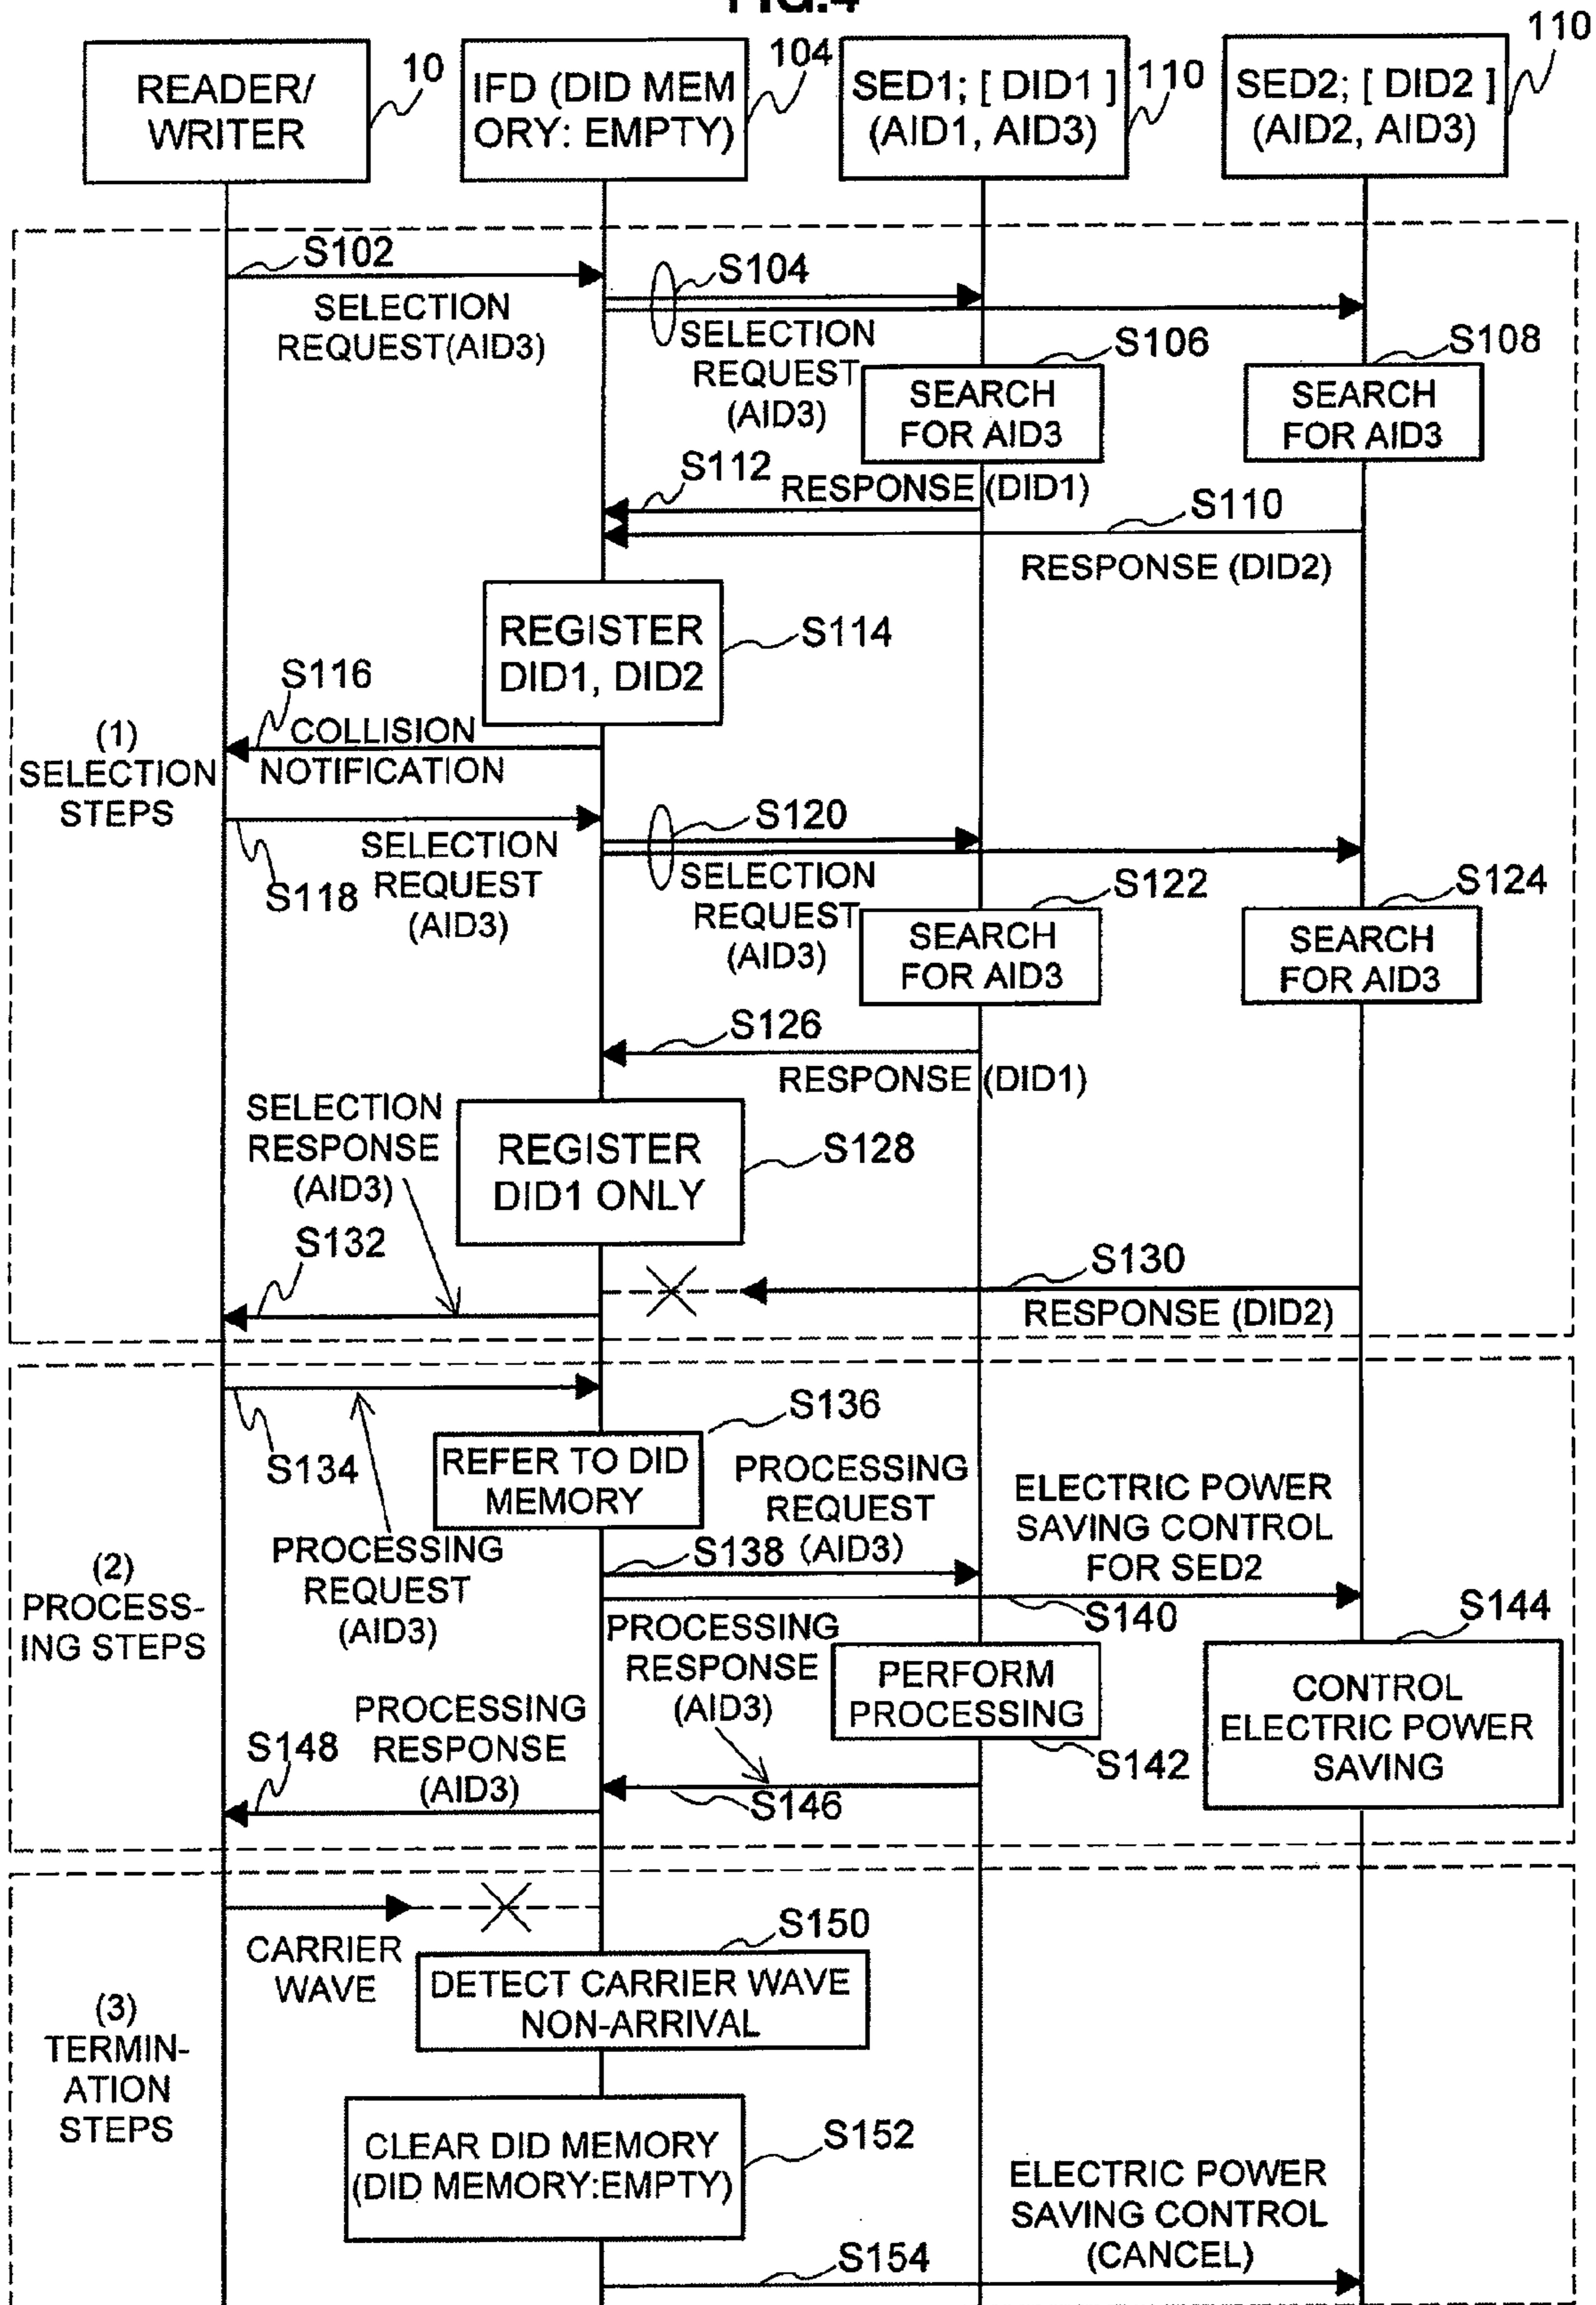 FIG.4
READER/
WRITER
10
IFD (DID MEM
ORY: EMPTY)
104
SED1; [ DID1 ]
(AID1, AID3)
110
SED2; [ DID2 ]
(AID2, AID3)
110
S102
SELECTION
REQUEST(AID3)
S104
SELECTION
REQUEST
(AID3)
S106
SEARCH
FOR AID3
S108
SEARCH
FOR AID3
S112
RESPONSE (DID1)
S110
RESPONSE (DID2)
REGISTER
DID1, DID2
S114
S116
COLLISION
NOTIFICATION
(1)
SELECTION
STEPS
S118
SELECTION
REQUEST
(AID3)
S120
SELECTION
REQUEST
(AID3)
S122
SEARCH
FOR AID3
S124
SEARCH
FOR AID3
S126
RESPONSE (DID1)
SELECTION
RESPONSE
(AID3)
REGISTER
DID1 ONLY
S128
S132
S130
RESPONSE (DID2)
S134
PROCESSING
REQUEST
(AID3)
S136
REFER TO DID
MEMORY
PROCESSING
REQUEST
S138 (AID3)
ELECTRIC POWER
SAVING CONTROL
FOR SED2
S140
(2)
PROCESS-
ING STEPS
PROCESSING
RESPONSE
(AID3)
PERFORM
PROCESSING
S142
S144
CONTROL
ELECTRIC POWER
SAVING
S146
S148
PROCESSING
RESPONSE
(AID3)
CARRIER
WAVE
S150
DETECT CARRIER WAVE
NON-ARRIVAL
(3)
TERMIN-
ATION
STEPS
CLEAR DID MEMORY
(DID MEMORY:EMPTY)
S152
ELECTRIC POWER
SAVING CONTROL
(CANCEL)
S154